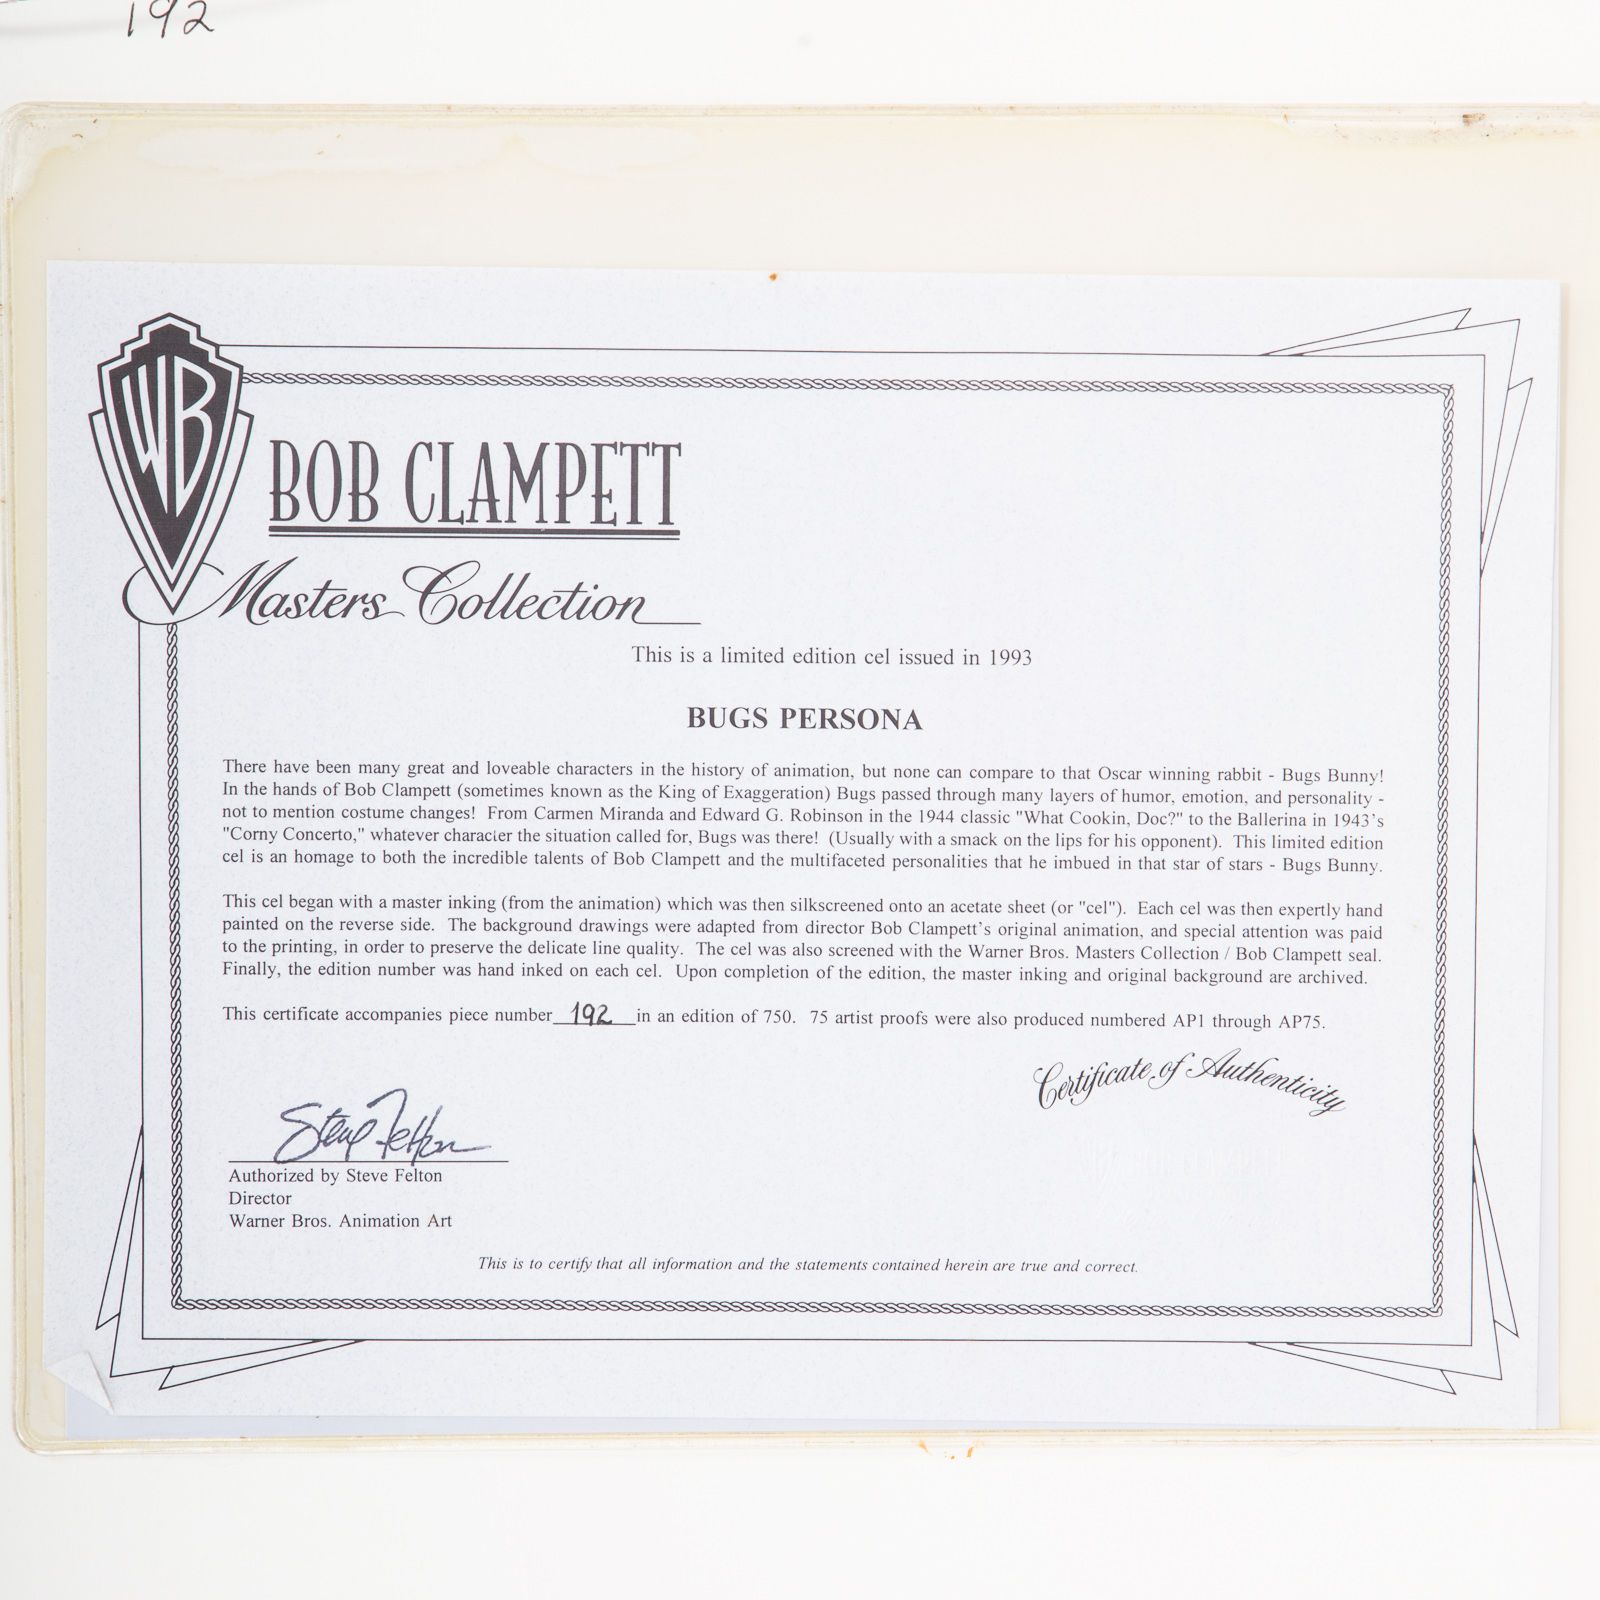 192
WB
BOB CLAMPETT
Masters Collection
This is a limited edition cel issued in 1993
BUGS PERSONA
There have been many great and loveable characters in the history of animation, but none can compare to that Oscar winning rabbit - Bugs Bunny!
In the hands of Bob Clampett (sometimes known as the King of Exaggeration) Bugs passed through many layers of humor, emotion, and personality -
not to mention costume changes! From Carmen Miranda and Edward G. Robinson in the 1944 classic "What Cookin, Doc?" to the Ballerina in 1943's
"Corny Concerto," whatever character the situation called for, Bugs was there! (Usually with a smack on the lips for his opponent). This limited edition
cel is an homage to both the incredible talents of Bob Clampett and the multifaceted personalities that he imbued in that star of stars - Bugs Bunny.
This cel began with a master inking (from the animation) which was then silkscreened onto an acetate sheet (or "cel"). Each cel was then expertly hand
painted on the reverse side. The background drawings were adapted from director Bob Clampett's original animation, and special attention was paid
to the printing, in order to preserve the delicate line quality. The cel was also screened with the Warner Bros. Masters Collection / Bob Clampett seal.
Finally, the edition number was hand inked on each cel. Upon completion of the edition, the master inking and original background are archived.
This certificate accompanies piece number 192 in an edition of 750. 75 artist proofs were also produced numbered AP1 through AP75.
Certificate of Authenticity
Steve Felton
Authorized by Steve Felton
Director
Warner Bros. Animation Art
This is to certify that all information and the statements contained herein are true and correct.